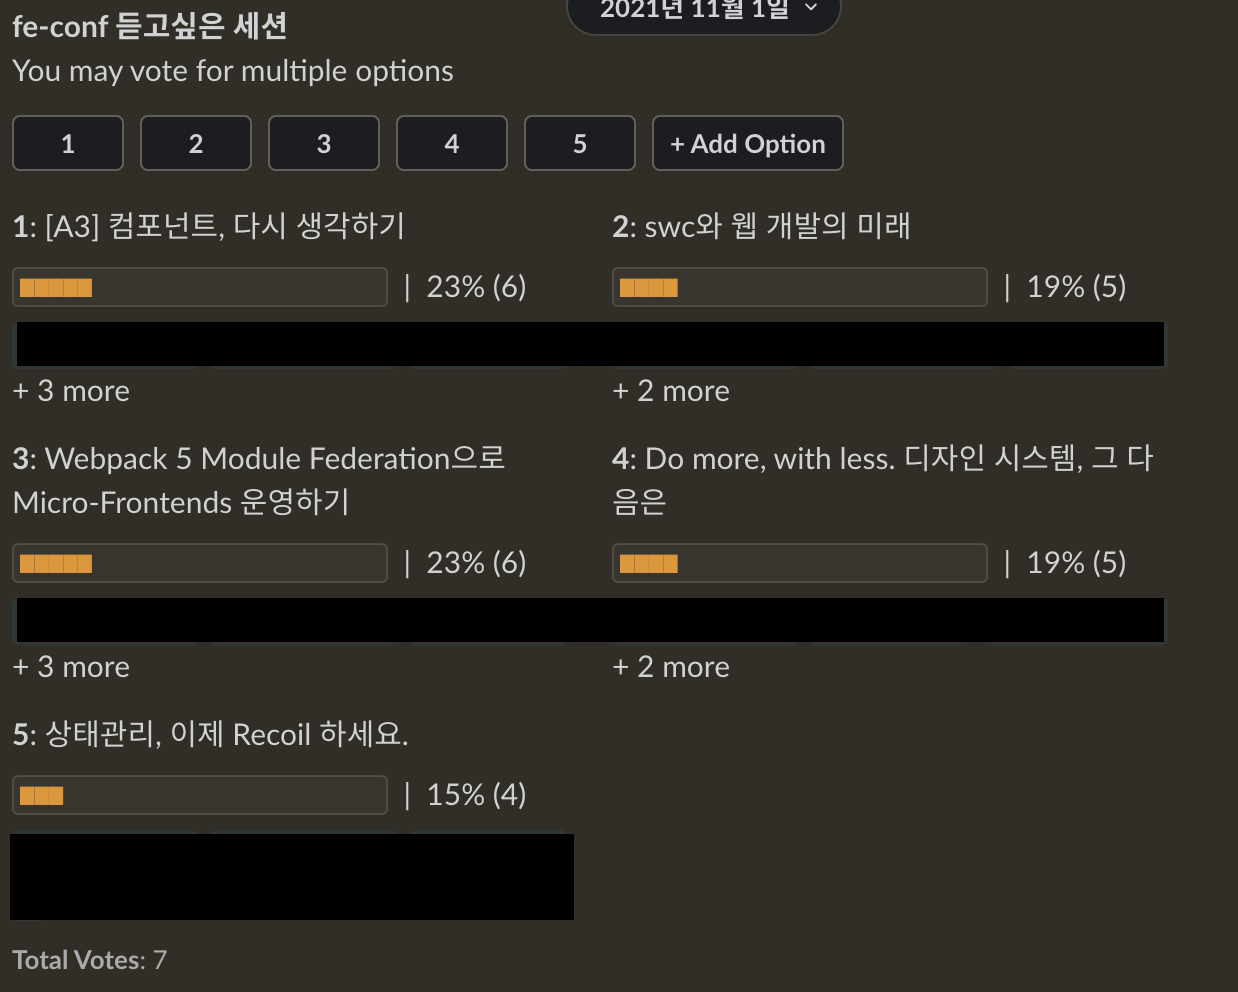 2021년 11월 1일
fe-conf 듣고싶은 세션
You may vote for multiple options
1 2 3 4 5 + Add Option
1: [A3] 컴포넌트, 다시 생각하기
| 23% (6)
+ 3 more
2: swc와 웹 개발의 미래
| 19% (5)
+ 2 more
3: Webpack 5 Module Federation으로
Micro-Frontends 운영하기
| 23% (6)
+ 3 more
4: Do more, with less. 디자인 시스템, 그 다
음은
| 19% (5)
+ 2 more
5: 상태관리, 이제 Recoil 하세요.
| 15% (4)
Total Votes: 7